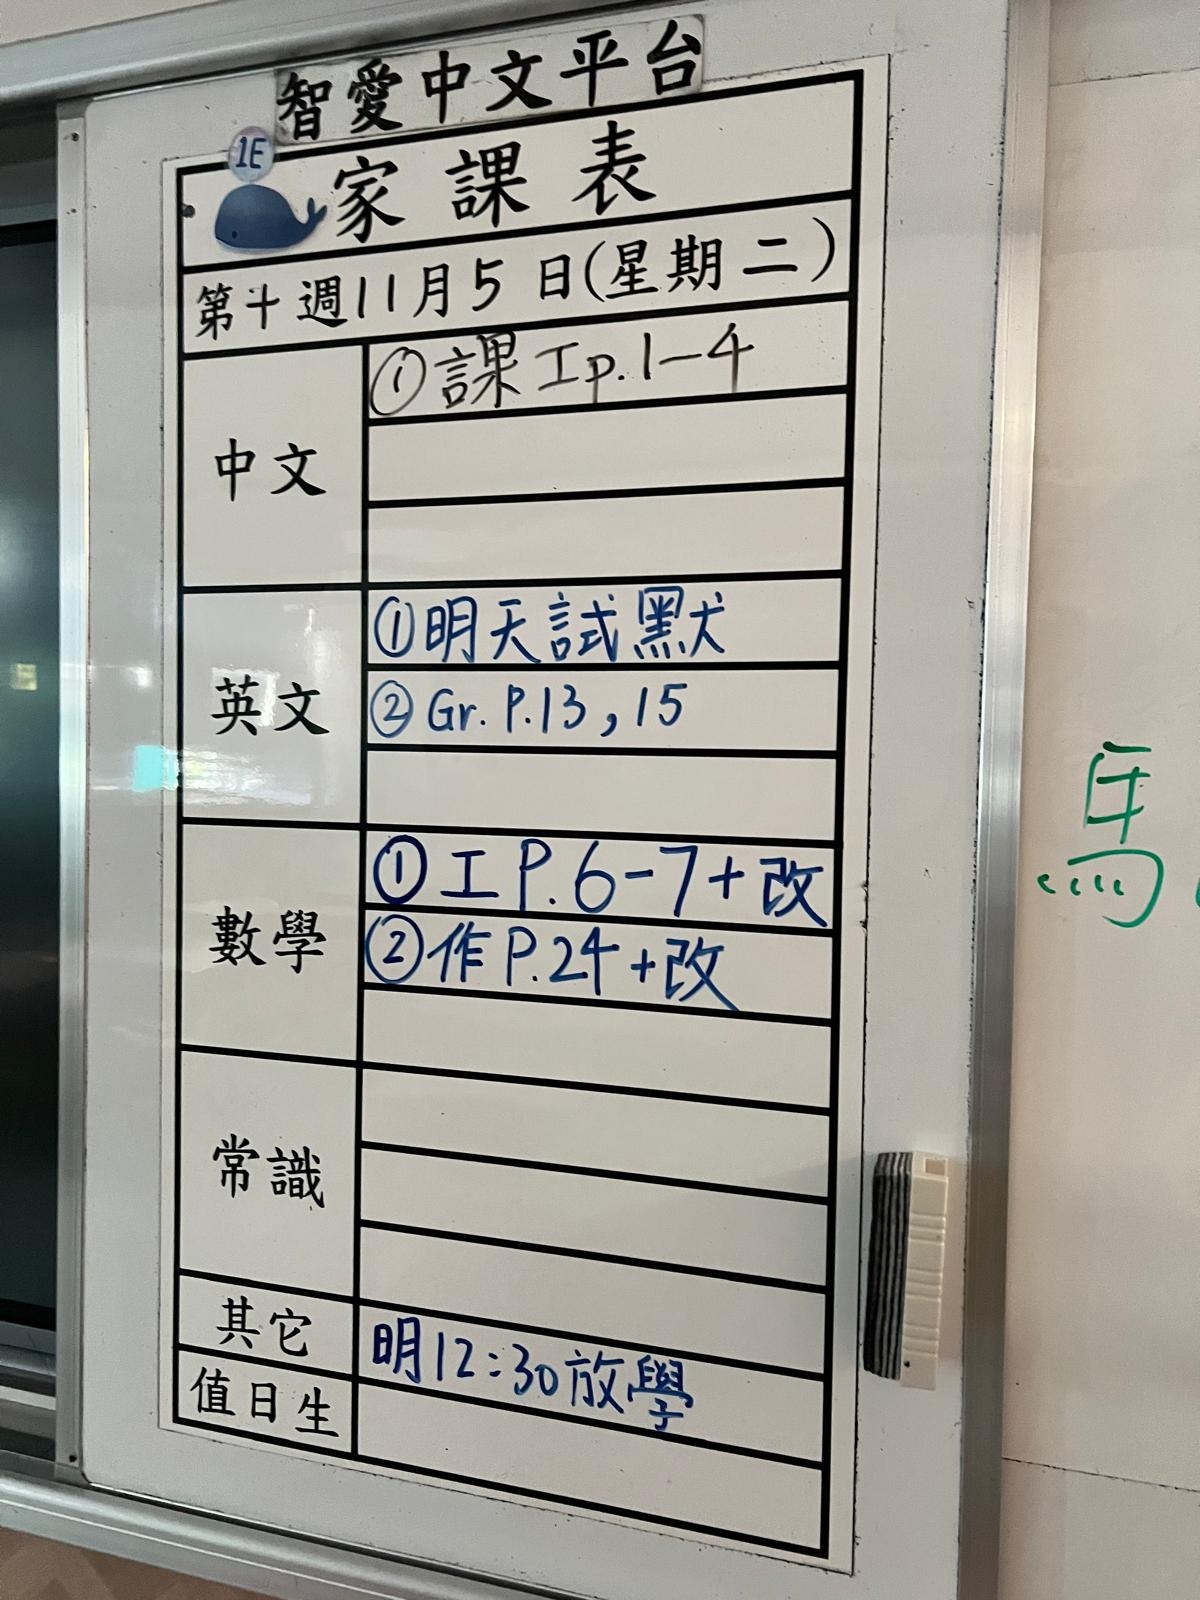 智愛中文平台
1E
家課表
第十週11月5日(星期二)
中文
①課工p.1-4
英文
①明天試默
②Gr. P.13,15
數學
①工P.6-7+改
②作P.24+改
常識
其它
明12:30放學
值日生